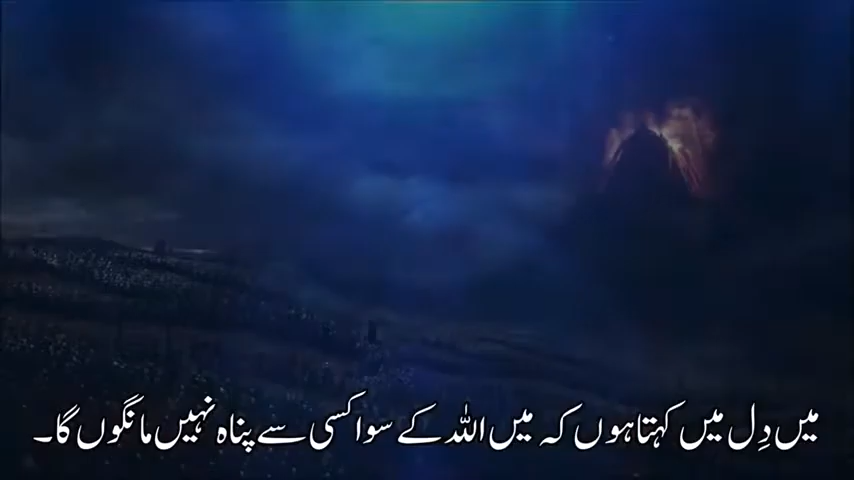 میں دِل میں کہتا ہوں کہ میں اللہ کے سوا کسی سے پناہ نہیں مانگوں گا۔